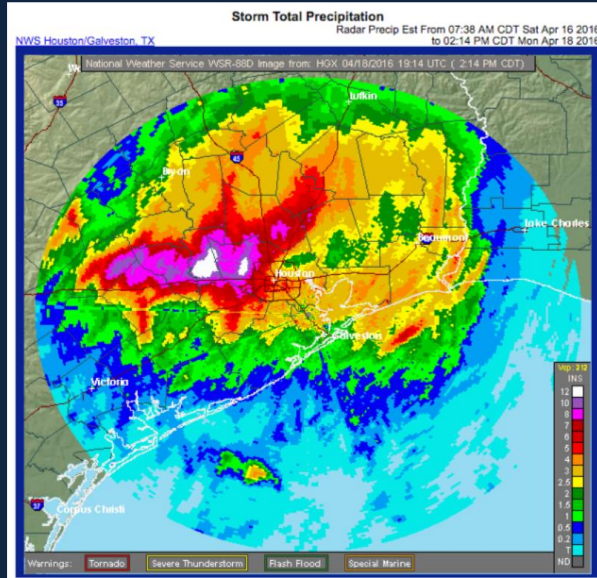 Storm Total Precipitation
Radar Precip Est From 07:38 AM CDT Sat Apr 16 2016
NWS Houston/Galveston, TX
to 02:14 PM CDT Mon Apr 18 2016
National Weather Service WSR-88D Image from: HGX 04/18/2016 19:14 UTC ( 2:14 PM CDT)
35
Lufkin
45
Bryan
Lake Charles
Beaumont
Houston
Galveston
Victoria
37
Corpus Christi
Vcp: 212
INS
12
10
8
7
6
5
4
3
2.5
2
1.5
1
0.5
0.2
T
ND
Warnings: Tornado Severe Thunderstorm Flash Flood Special Marine